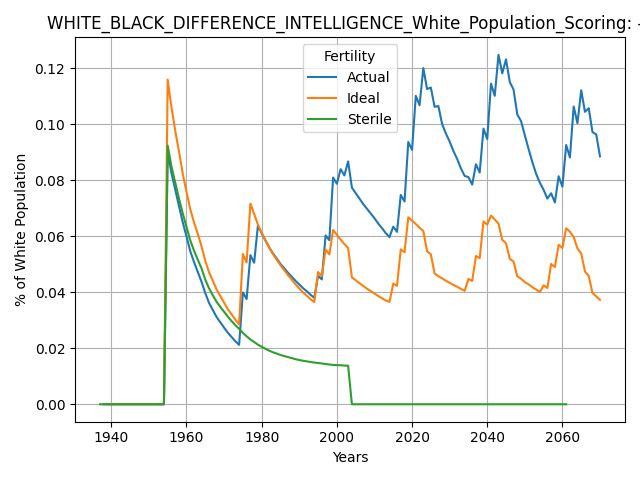 WHITE_BLACK_DIFFERENCE_INTELLIGENCE_White_Population_Scoring: -
Fertility
Actual
Ideal
Sterile
% of White Population
0.12
0.10
0.08
0.06
0.04
0.02
0.00
1940 1960 1980 2000 2020 2040 2060
Years